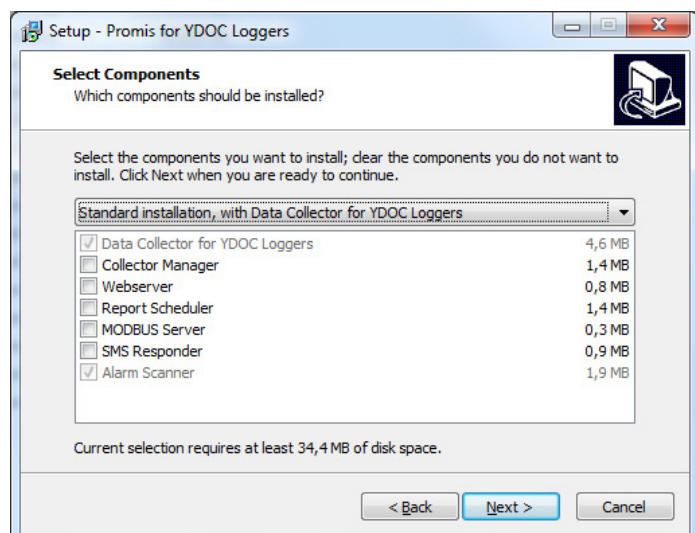 Setup - Promis for YDOC Loggers
Select Components
Which components should be installed?
Select the components you want to install; clear the components you do not want to
install. Click Next when you are ready to continue.
Standard installation, with Data Collector for YDOC Loggers
Data Collector for YDOC Loggers 4,6 MB
Collector Manager 1,4 MB
Webserver 0,8 MB
Report Scheduler 1,4 MB
MODBUS Server 0,3 MB
SMS Responder 0,9 MB
Alarm Scanner 1,9 MB
Current selection requires at least 34,4 MB of disk space.
< Back Next > Cancel